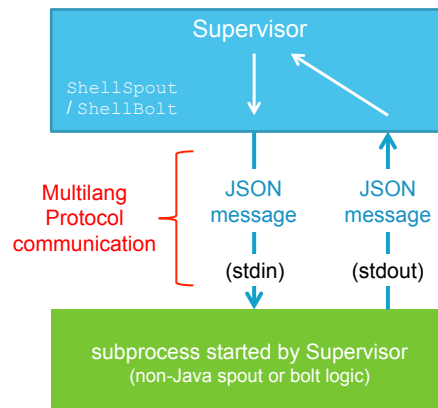 Supervisor
ShellSpout
/ ShellBolt
Multilang
Protocol
communication
JSON
message
(stdin)
JSON
message
(stdout)
subprocess started by Supervisor
(non-Java spout or bolt logic)